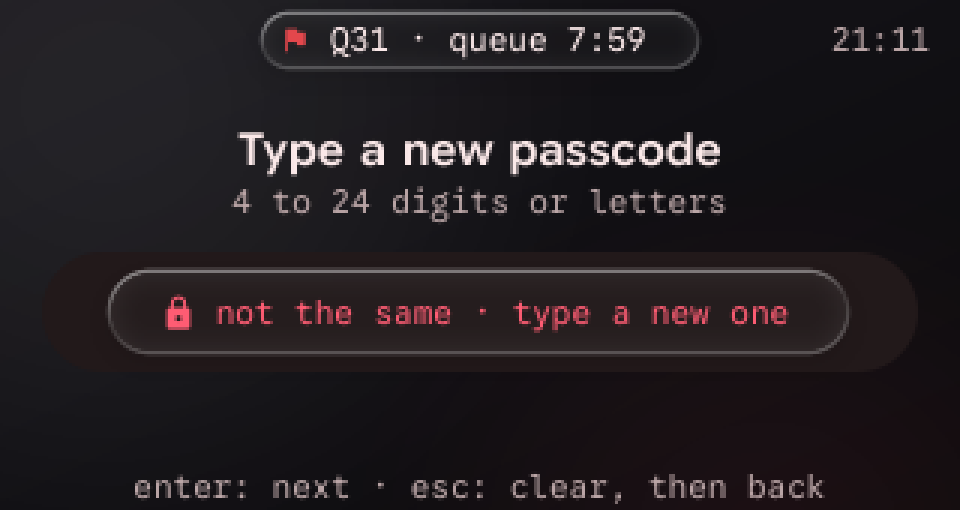 Q31 · queue 7:59
21:11
Type a new passcode
4 to 24 digits or letters
not the same · type a new one
enter: next · esc: clear, then back